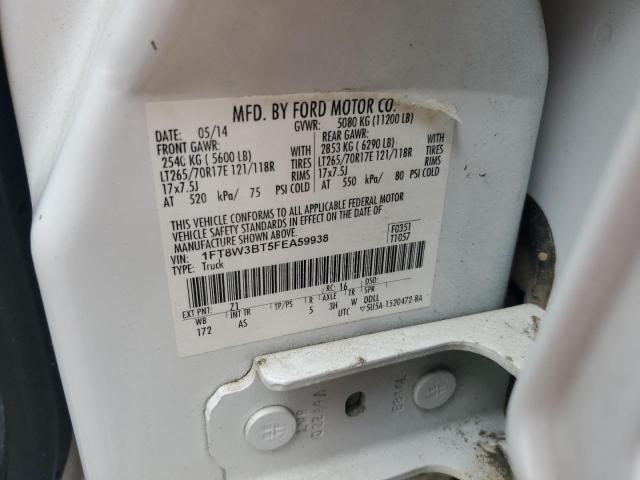 MFD. BY FORD MOTOR CO.
DATE: 05/14 GVWR: 5080 KG (11200 LB)
FRONT GAWR: REAR GAWR:
254G KG ( 5600 LB) WITH 2853 KG ( 6290 LB) WITH
LT265/70R17E 121/118R TIRES LT265/70R17E 121/118R TIRES
17x7.5J RIMS 17x7.5J RIMS
AT 520 kPa/ 75 PSI COLD AT 550 kPa/ 80 PSI COLD
THIS VEHICLE CONFORMS TO ALL APPLICABLE FEDERAL MOTOR
VEHICLE SAFETY STANDARDS IN EFFECT ON THE DATE OF
MANUFACTURE SHOWN ABOVE. F0351
VIN: 1FT8W3BT5FEA59938 T1057
TYPE: Truck
EXT PNT: Z1 RC: 16 DSO:
WB INT TR TP/PS R AXLE TR SPR
172 AS 5 3H W DDLL
UTC ▽SU5A-1520472-BA